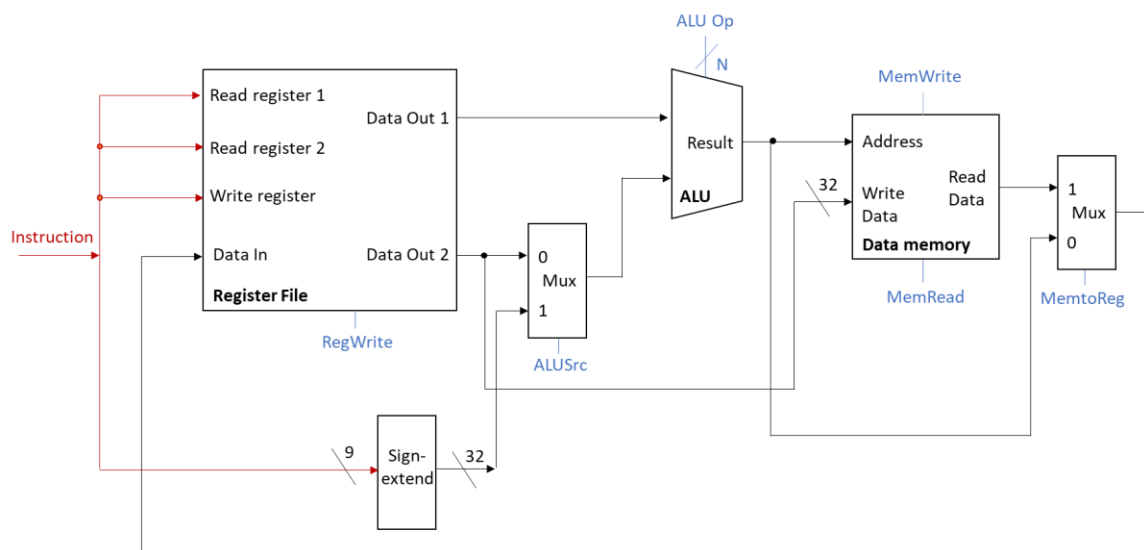 ALU Op
N
MemWrite
Read register 1
Data Out 1
Read register 2
Result
Address
Write register
32
Read
Data
1
Write
Data
Mux
ALU
Instruction
Data In
Data Out 2
0
Data memory
0
Mux
Register File
1
MemRead
MemtoReg
RegWrite
ALUSrc
9
Sign-
extend
32